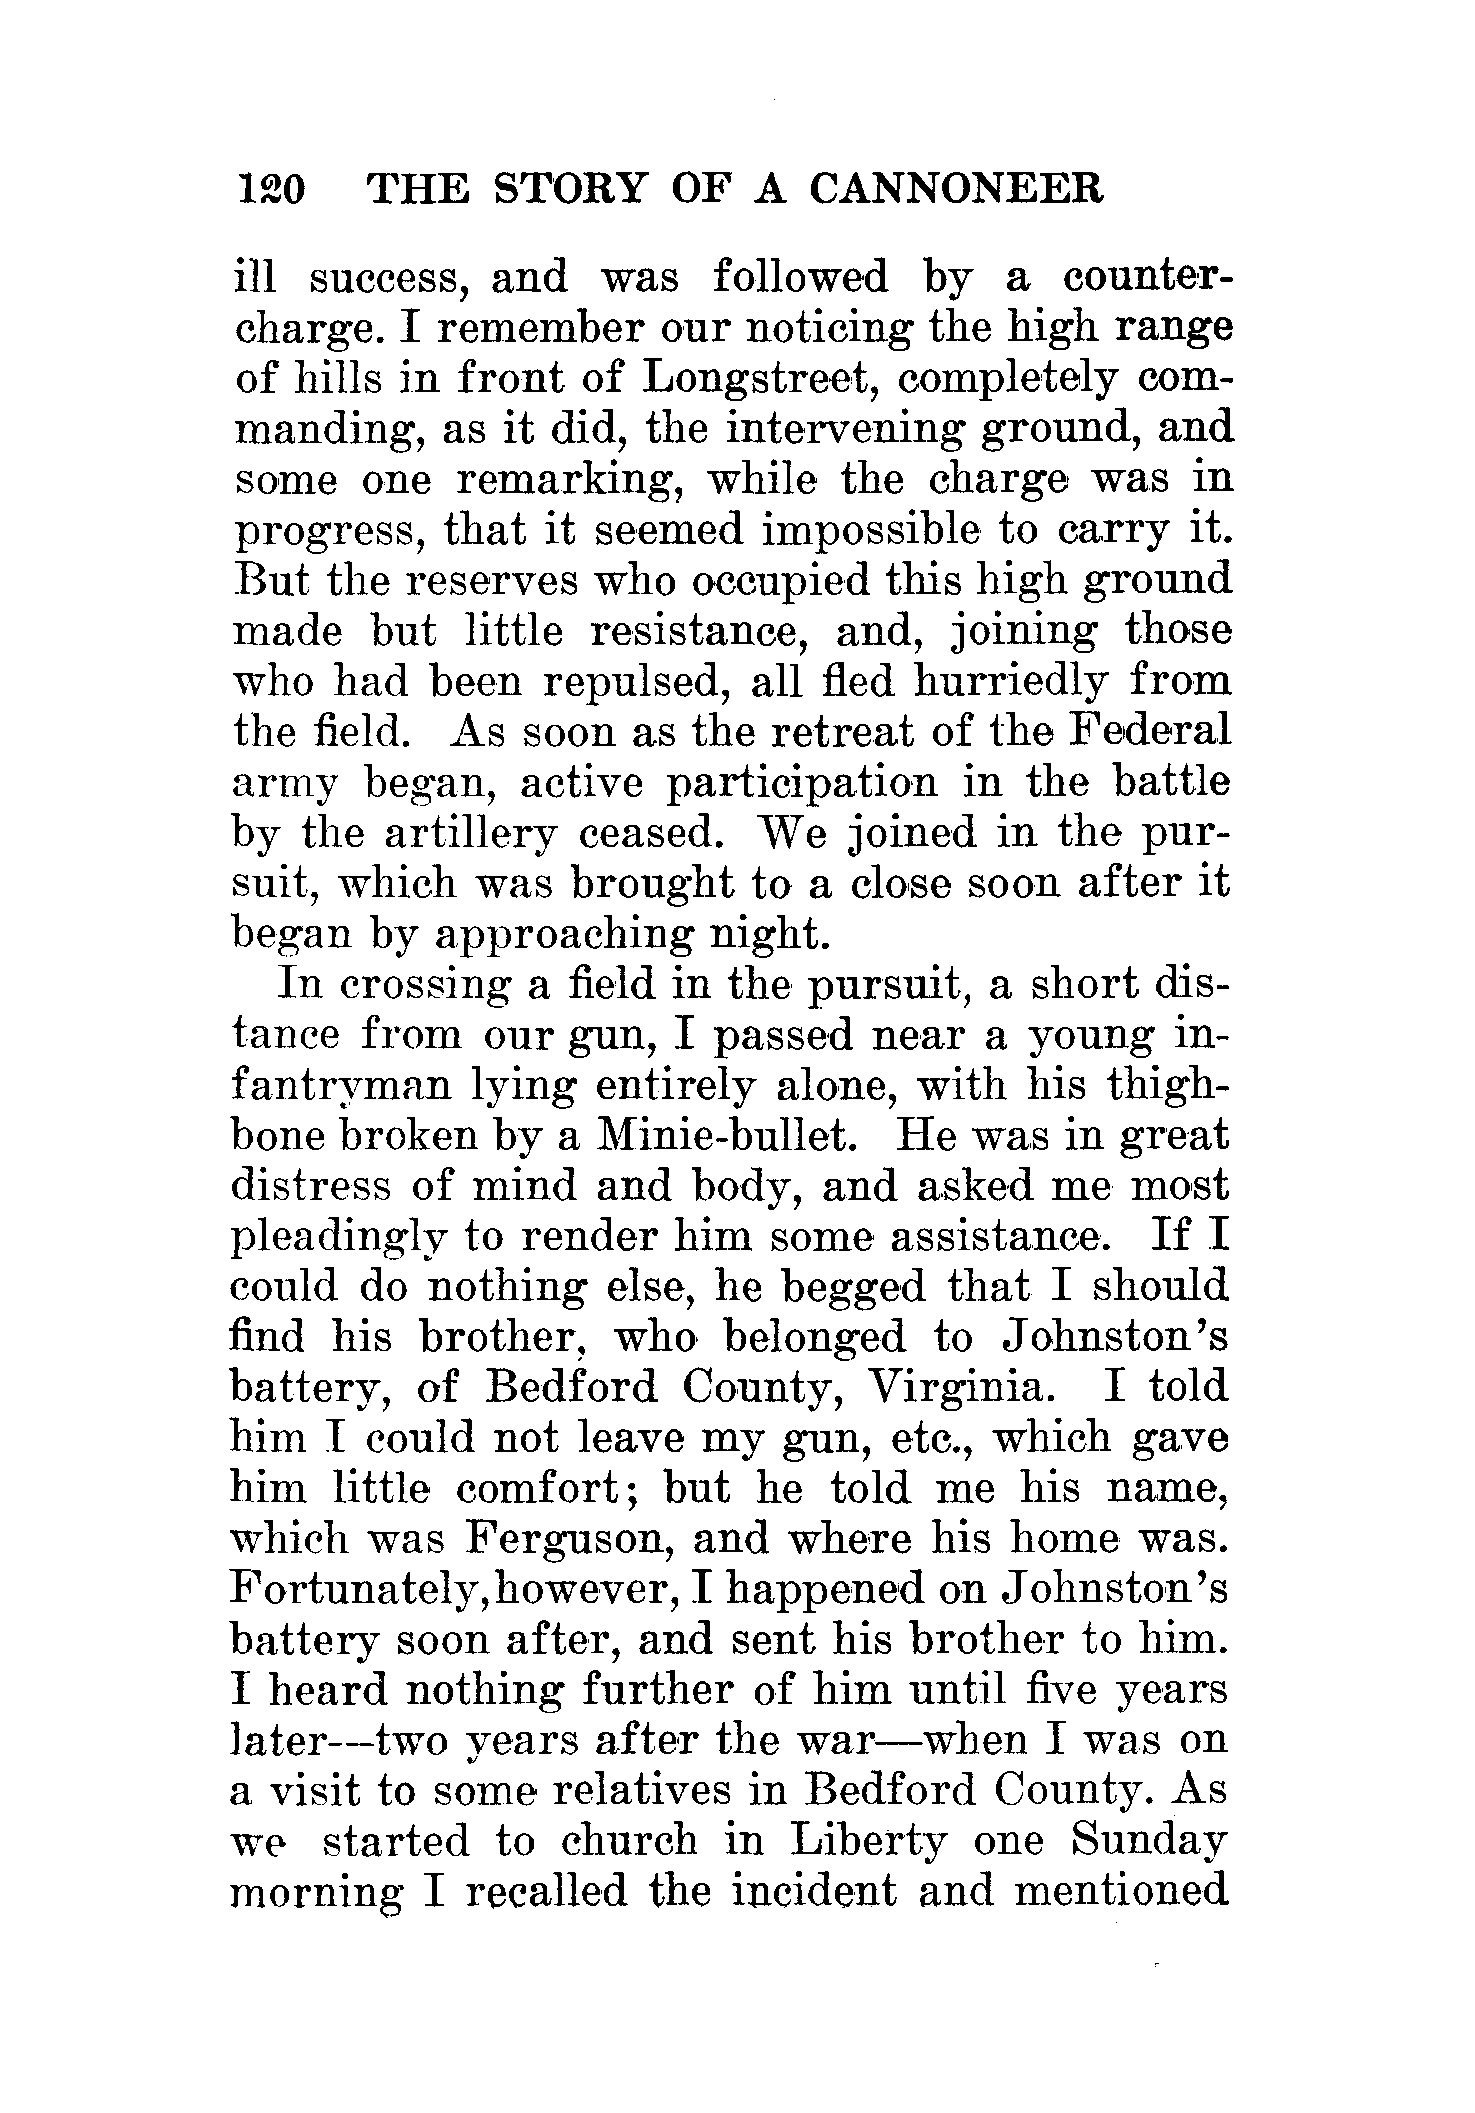 120 THE STORY OF A CANNONEER
ill success, and was followed by a counter-
charge. I remember our noticing the high range
of hills in front of Longstreet, completely com-
manding, as it did, the intervening ground, and
some one remarking, while the charge was in
progress, that it seemed impossible to carry it.
But the reserves who occupied this high ground
made but little resistance, and, joining those
who had been repulsed, all fled hurriedly from
the field. As soon as the retreat of the Federal
army began, active participation in the battle
by the artillery ceased. We joined in the pur-
suit, which was brought to a close soon after it
began by approaching night.
In crossing a field in the pursuit, a short dis-
tance from our gun, I passed near a young in-
fantryman lying entirely alone, with his thigh-
bone broken by a Minie-bullet. He was in great
distress of mind and body, and asked me most
pleadingly to render him some assistance. If I
could do nothing else, he begged that I should
find his brother, who belonged to Johnston's
battery, of Bedford County, Virginia. I told
him I could not leave my gun, etc., which gave
him little comfort; but he told me his name,
which was Ferguson, and where his home was.
Fortunately,however, I happened on Johnston's
battery soon after, and sent his brother to him.
I heard nothing further of him until five years
later—two years after the war—when I was on
a visit to some relatives in Bedford County. As
we started to church in Liberty one Sunday
morning I recalled the incident and mentioned